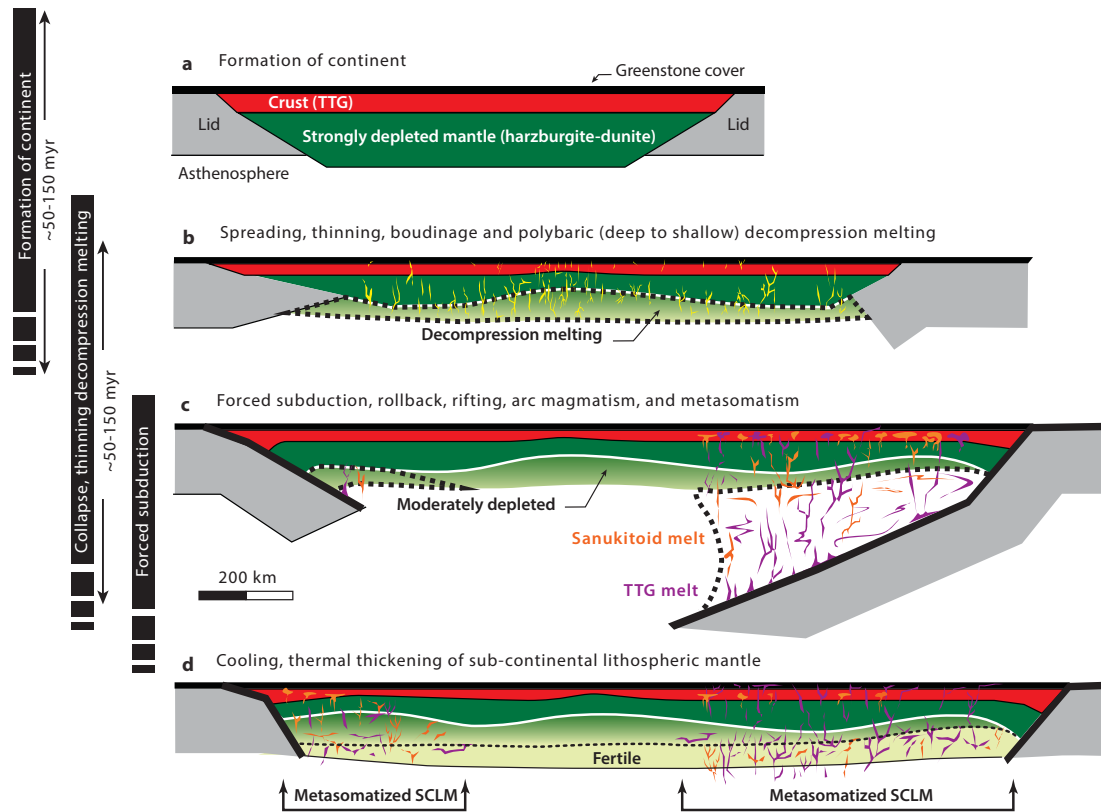 Formation of continent
~50-150 myr
Collapse, thinning decompression melting
~50-150 myr
Forced subduction
a Formation of continent
Greenstone cover
Crust (TTG)
Lid
Strongly depleted mantle (harzburgite-dunite)
Lid
Asthenosphere
b Spreading, thinning, boudinage and polybaric (deep to shallow) decompression melting
Decompression melting
c Forced subduction, rollback, rifting, arc magmatism, and metasomatism
Moderately depleted
Sanukitoid melt
TTG melt
200 km
d Cooling, thermal thickening of sub-continental lithospheric mantle
Fertile
Metasomatized SCLM
Metasomatized SCLM